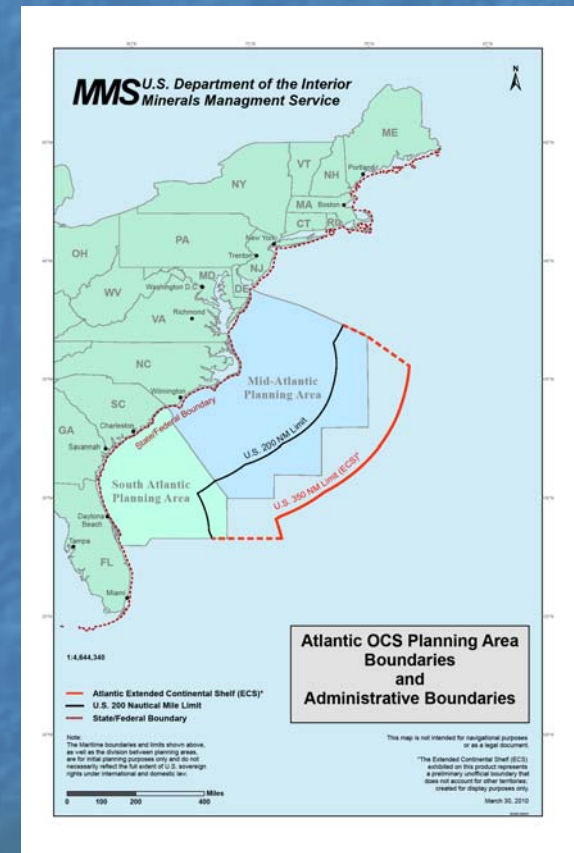 MMS U.S. Department of the Interior
Minerals Managment Service
N
ME
VT
NH
Portland
NY
MA
Boston
CT
RI
New York
PA
Trenton
NJ
OH
MD
DE
Washington D.C.
WV
Richmond
VA
NC
Mid-Atlantic
Planning Area
Wilmington
State/Federal Boundary
SC
GA
Charleston
Savannah
U.S. 200 NM Limit
U.S. 350 NM Limit (ECS)*
South Atlantic
Planning Area
Daytona
Beach
Tampa
FL
Miami
Atlantic OCS Planning Area
Boundaries
and
Administrative Boundaries
1:4,644,340
Atlantic Extended Continental Shelf (ECS)*
U.S. 200 Nautical Mile Limit
State/Federal Boundary
Note:
The Maritime boundaries and limits shown above,
as well as the division between planning areas,
are for initial planning purposes only and do not
necessarily reflect the full extent of U.S. sovereign
rights under international and domestic law.
Miles
0 100 200 400
This map is not intended for navigational purposes
or as a legal document.
*The Extended Continental Shelf (ECS)
exhibited on this product represents
a preliminary unofficial boundary that
does not account for other territories;
created for display purposes only.
March 30, 2010